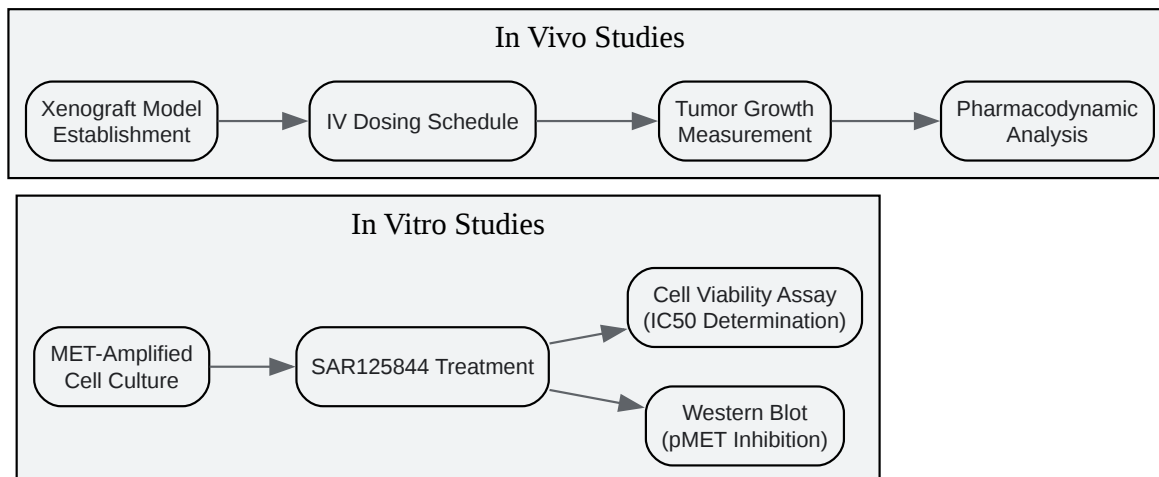 In Vivo Studies
Xenograft Model
Establishment
IV Dosing Schedule
Tumor Growth
Measurement
Pharmacodynamic
Analysis
In Vitro Studies
MET-Amplified
Cell Culture
SAR125844 Treatment
Cell Viability Assay
(IC50 Determination)
Western Blot
(pMET Inhibition)